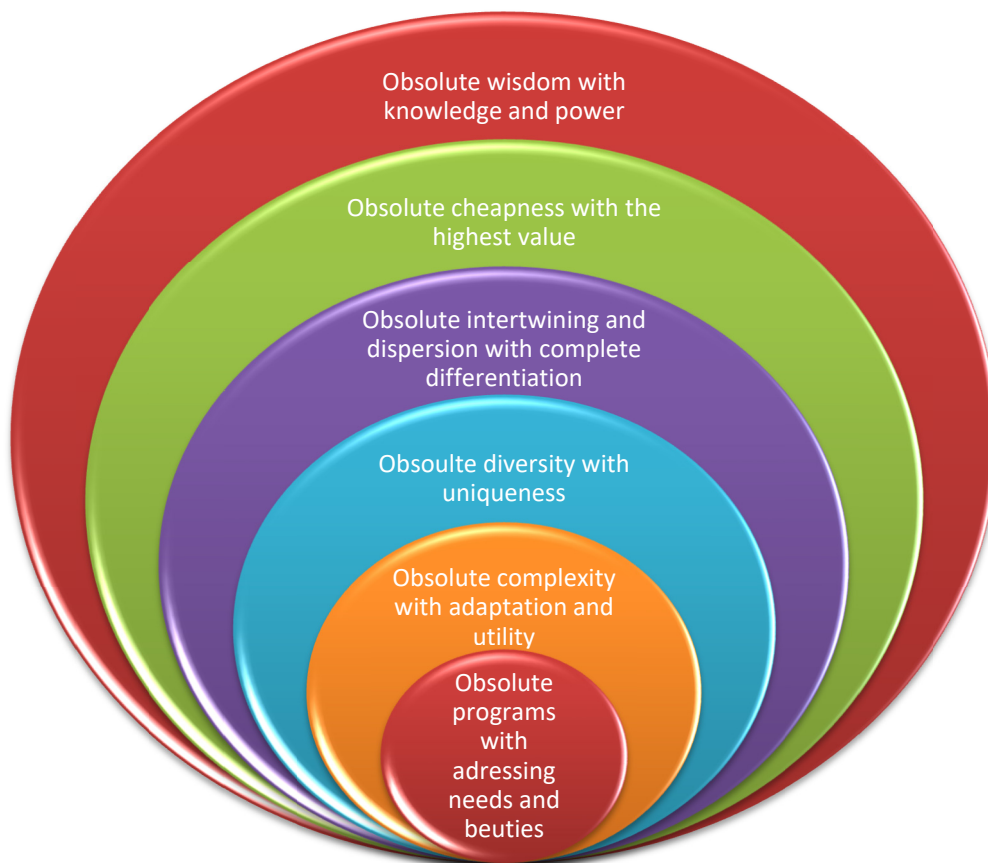 Obsolute wisdom with
knowledge and power
Obsolute cheapness with the
highest value
Obsolute intertwining and
dispersion with complete
differentiation
Obsoulte diversity with
uniqueness
Obsolute complexity
with adaptation and
utility
Obsolute
programs
with
adressing
needs and
beuties